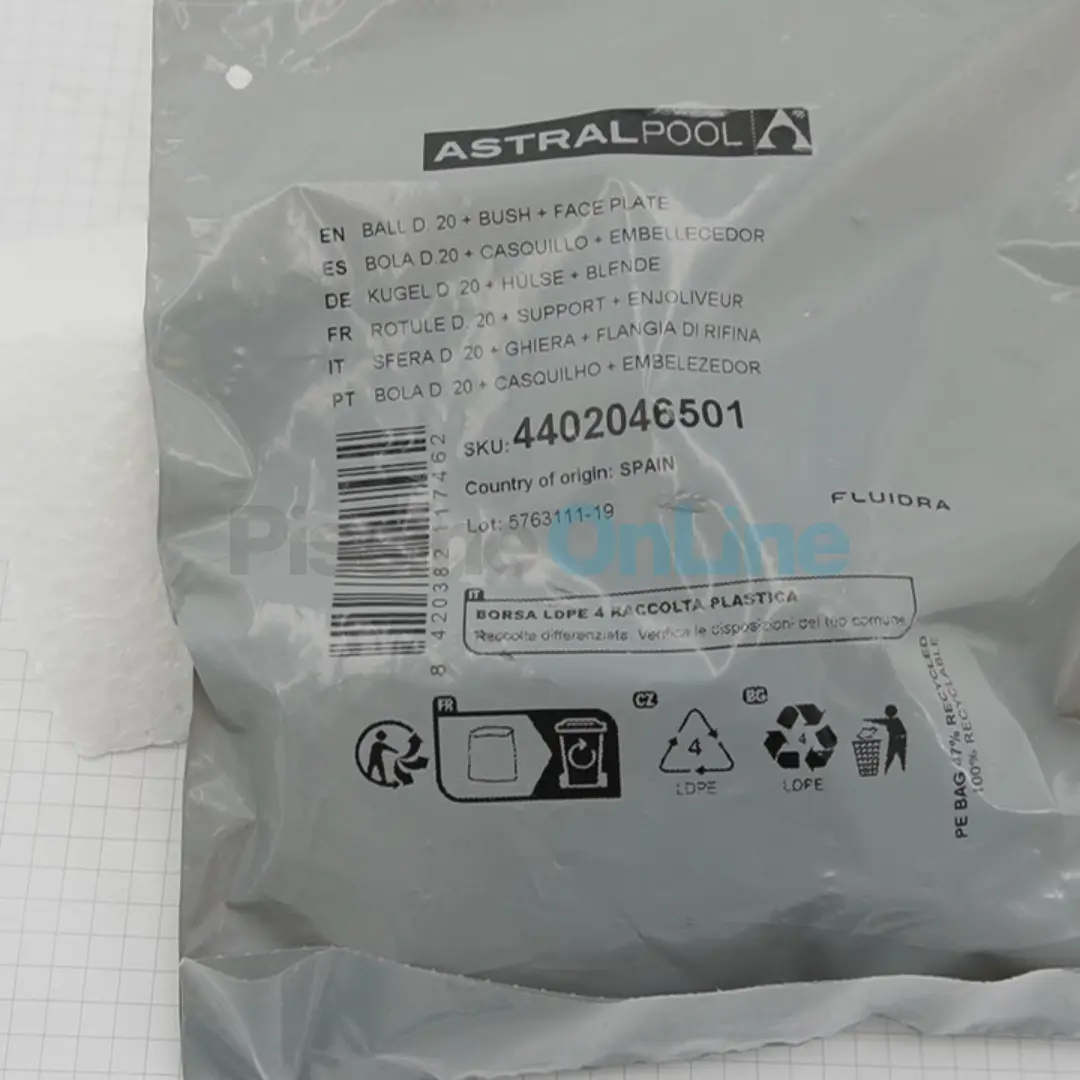 ASTRALPOOL
EN BALL D. 20 + BUSH + FACE PLATE
ES BOLA D.20 + CASQUILLO + EMBELLECEDOR
DE KUGEL D. 20 + HÜLSE + BLENDE
FR ROTULE D. 20 + SUPPORT + ENJOLIVEUR
IT SFERA D. 20 + GHIERA + FLANGIA DI RIFINA
PT BOLA D. 20 + CASQUILHO + EMBELEZEDOR
SKU: 4402046501
Country of origin: SPAIN
Lot: 5763111-19
8 420382 117462
FLUIDRA
Piscine OnLine
IT
BORSA LDPE 4 RACCOLTA PLASTICA
Raccolta differenziata. Verifica le disposizioni del tuo comune
FR
CZ
4
LDPE
BG
4
LDPE
PE BAG 47% RECYCLED
100% RECYCLABLE